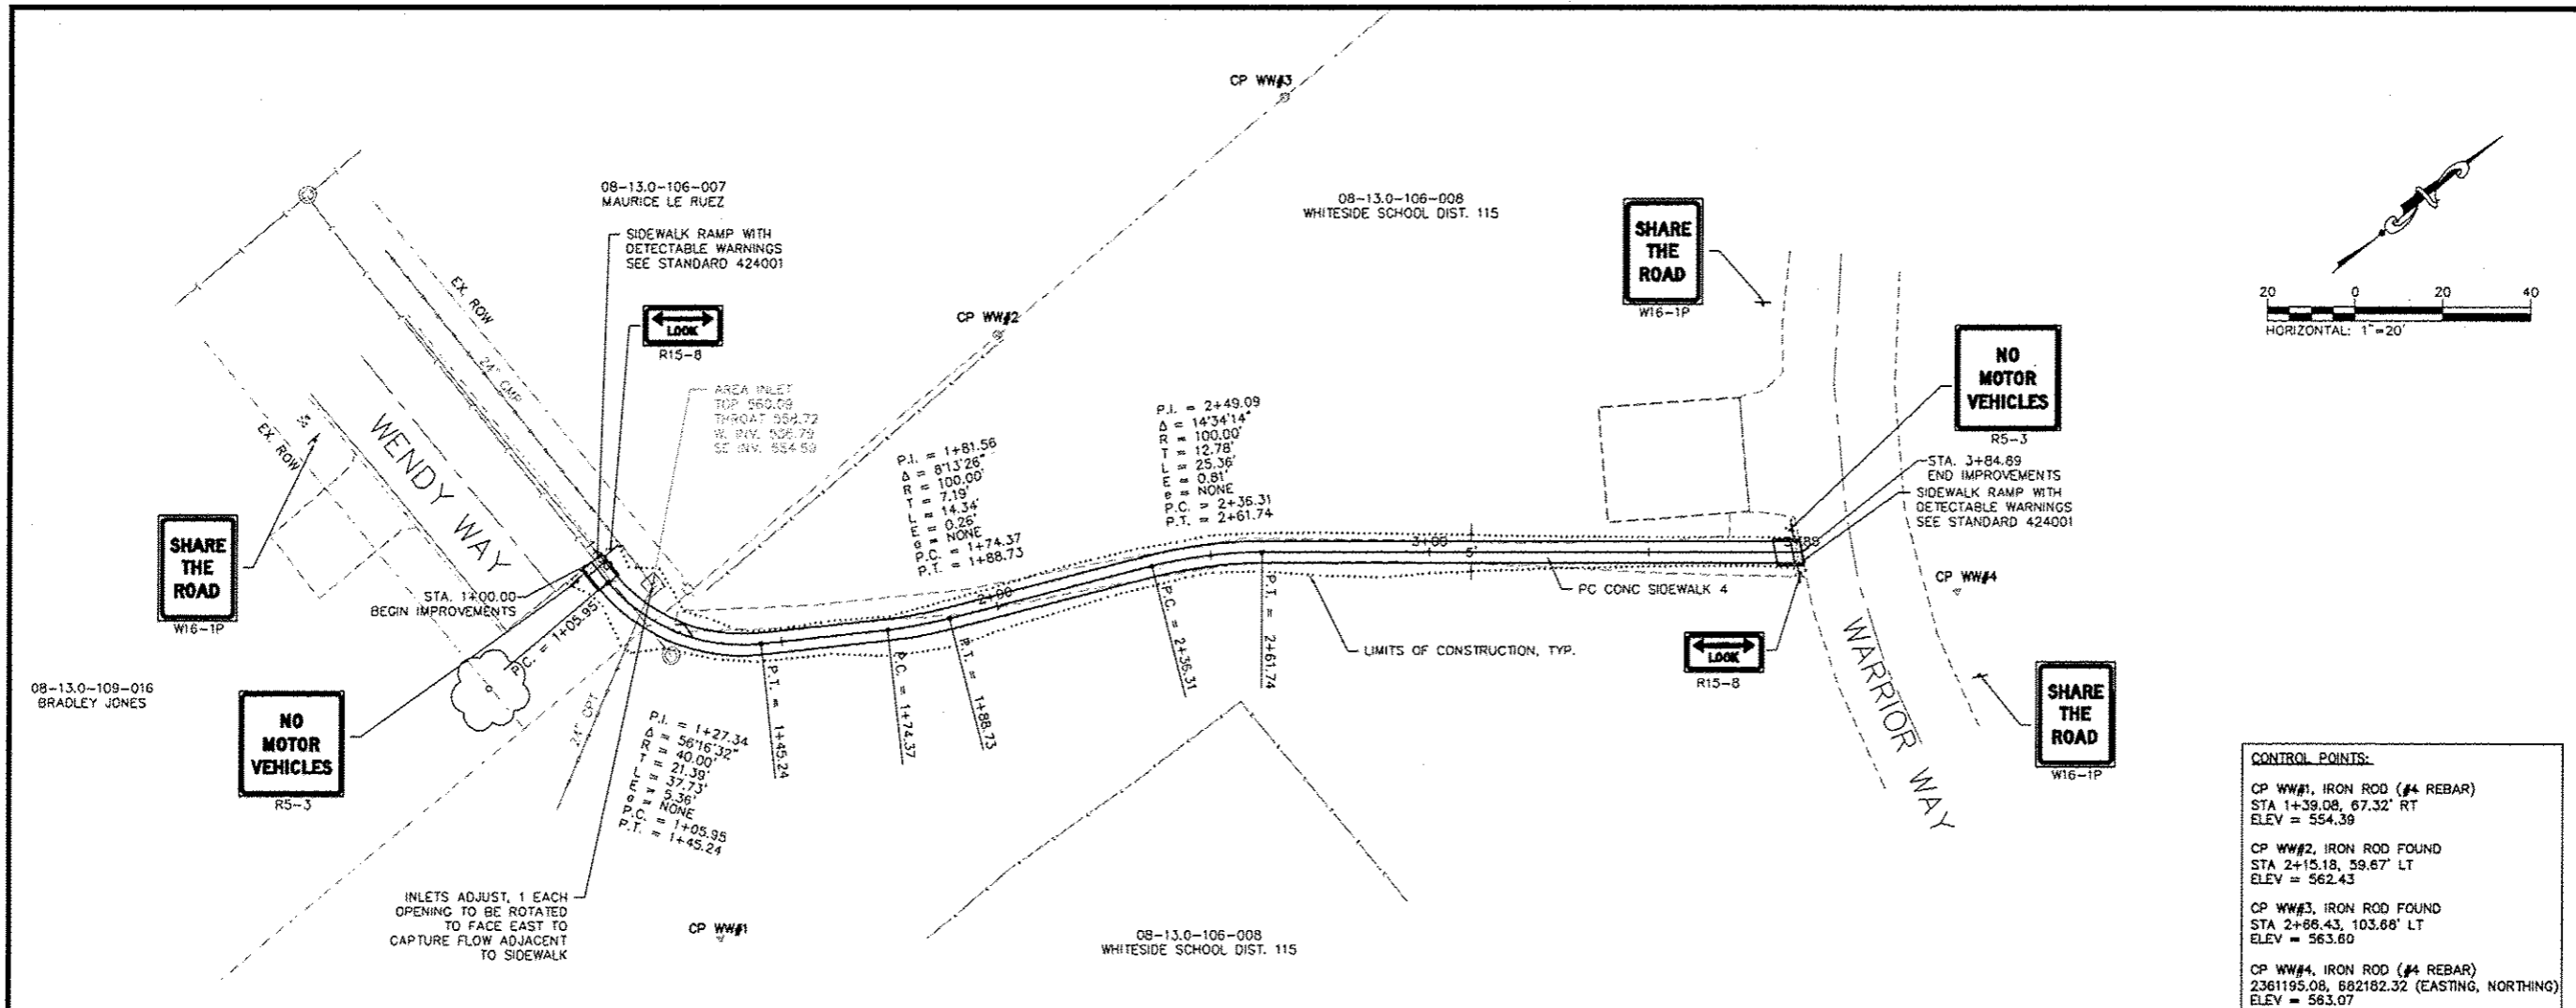 CP WW#3
08-13.0-106-007
MAURICE LE RUEZ
08-13.0-106-008
WHITESIDE SCHOOL DIST. 115
SIDEWALK RAMP WITH
DETECTABLE WARNINGS
SEE STANDARD 424001
SHARE
THE
ROAD
W16-1P
20 0 20 40
HORIZONTAL: 1"=20'
EX. ROW
LOOK
R15-8
CP WW#2
NO
MOTOR
VEHICLES
R5-3
24" CMP
AREA INLET
TOP 560.09
THROAT 558.72
W. INV.
SE INV.
P.I. = 2+49.09
Δ = 14°34'14"
R = 100.00'
T = 12.78'
L = 25.36'
E = 0.81'
e = NONE
P.C. = 2+36.31
P.T. = 2+61.74
P.I. = 1+81.56
Δ = 8°13'26"
R = 100.00'
T = 7.19'
L = 14.34'
E = 0.26'
e = NONE
P.C. = 1+74.37
P.T. = 1+88.73
EX. ROW
WENDY WAY
STA. 3+84.89
END IMPROVEMENTS
SIDEWALK RAMP WITH
DETECTABLE WARNINGS
SEE STANDARD 424001
SHARE
THE
ROAD
W16-1P
STA. 1+00.00
BEGIN IMPROVEMENTS
P.C. = 1+05.95
2+00
3+00
5'
PC CONC SIDEWALK 4
CP WW#4
LIMITS OF CONSTRUCTION, TYP.
LOOK
R15-8
WARRIOR WAY
SHARE
THE
ROAD
W16-1P
08-13.0-109-016
BRADLEY JONES
NO
MOTOR
VEHICLES
R5-3
24" CPT
P.T. = 1+45.24
P.C. = 1+74.37
P.T. = 1+88.73
P.C. = 2+36.31
P.T. = 2+61.74
P.I. = 1+27.34
Δ = 56°16'32"
R = 40.00'
T = 21.39'
L = 37.73'
E = 5.36'
e = NONE
P.C. = 1+05.95
P.T. = 1+45.24
INLETS ADJUST, 1 EACH
OPENING TO BE ROTATED
TO FACE EAST TO
CAPTURE FLOW ADJACENT
TO SIDEWALK
CP WW#1
08-13.0-106-008
WHITESIDE SCHOOL DIST. 115
CONTROL POINTS:
CP WW#1, IRON ROD (#4 REBAR)
STA 1+39.08, 67.32' RT
ELEV = 554.39
CP WW#2, IRON ROD FOUND
STA 2+15.18, 59.67' LT
ELEV = 562.43
CP WW#3, IRON ROD FOUND
STA 2+66.43, 103.68' LT
ELEV = 563.60
CP WW#4, IRON ROD (#4 REBAR)
2361195.08, 682182.32 (EASTING, NORTHING)
ELEV = 563.07